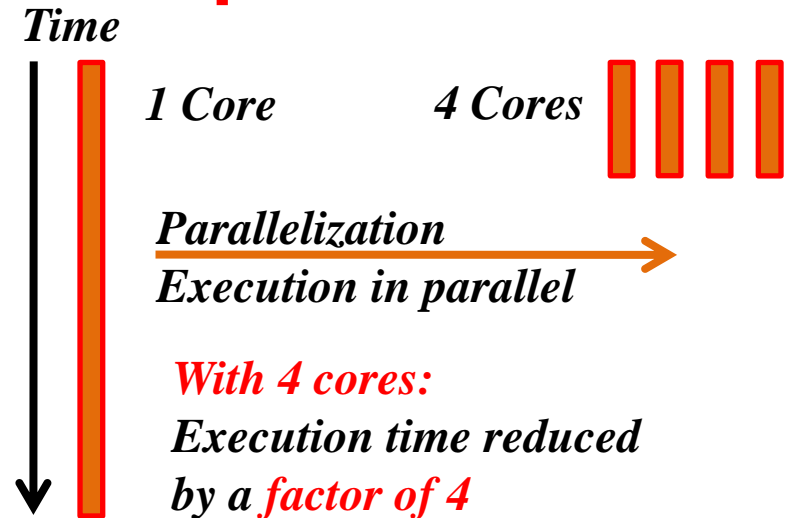 Time
1 Core
4 Cores
Parallelization
Execution in parallel
With 4 cores:
Execution time reduced
by a factor of 4